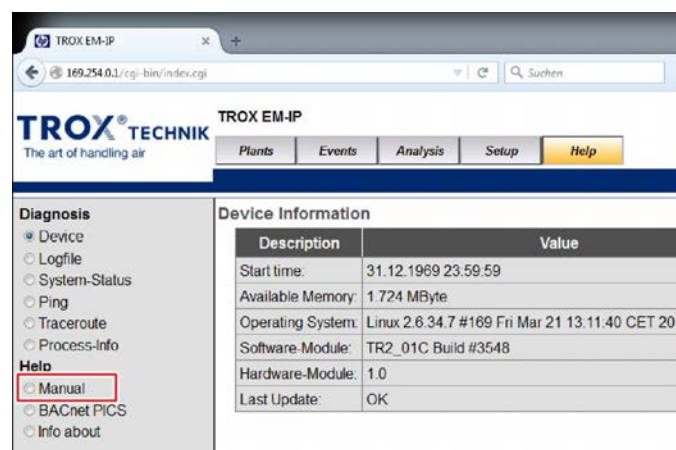 TROX EM-IP
169.254.0.1/cgi-bin/index.cgi
Suchen
TROX® TECHNIK
The art of handling air
TROX EM-IP
Plants Events Analysis Setup Help
Diagnosis
Device
Logfile
System-Status
Ping
Traceroute
Process-Info
Help
Manual
BACnet PICS
Info about
Device Information
Description Value
Start time: 31.12.1969 23:59:59
Available Memory: 1.724 MByte
Operating System: Linux 2.6.34.7 #169 Fri Mar 21 13:11:40 CET 20
Software-Module: TR2_01C Build #3548
Hardware-Module: 1.0
Last Update: OK